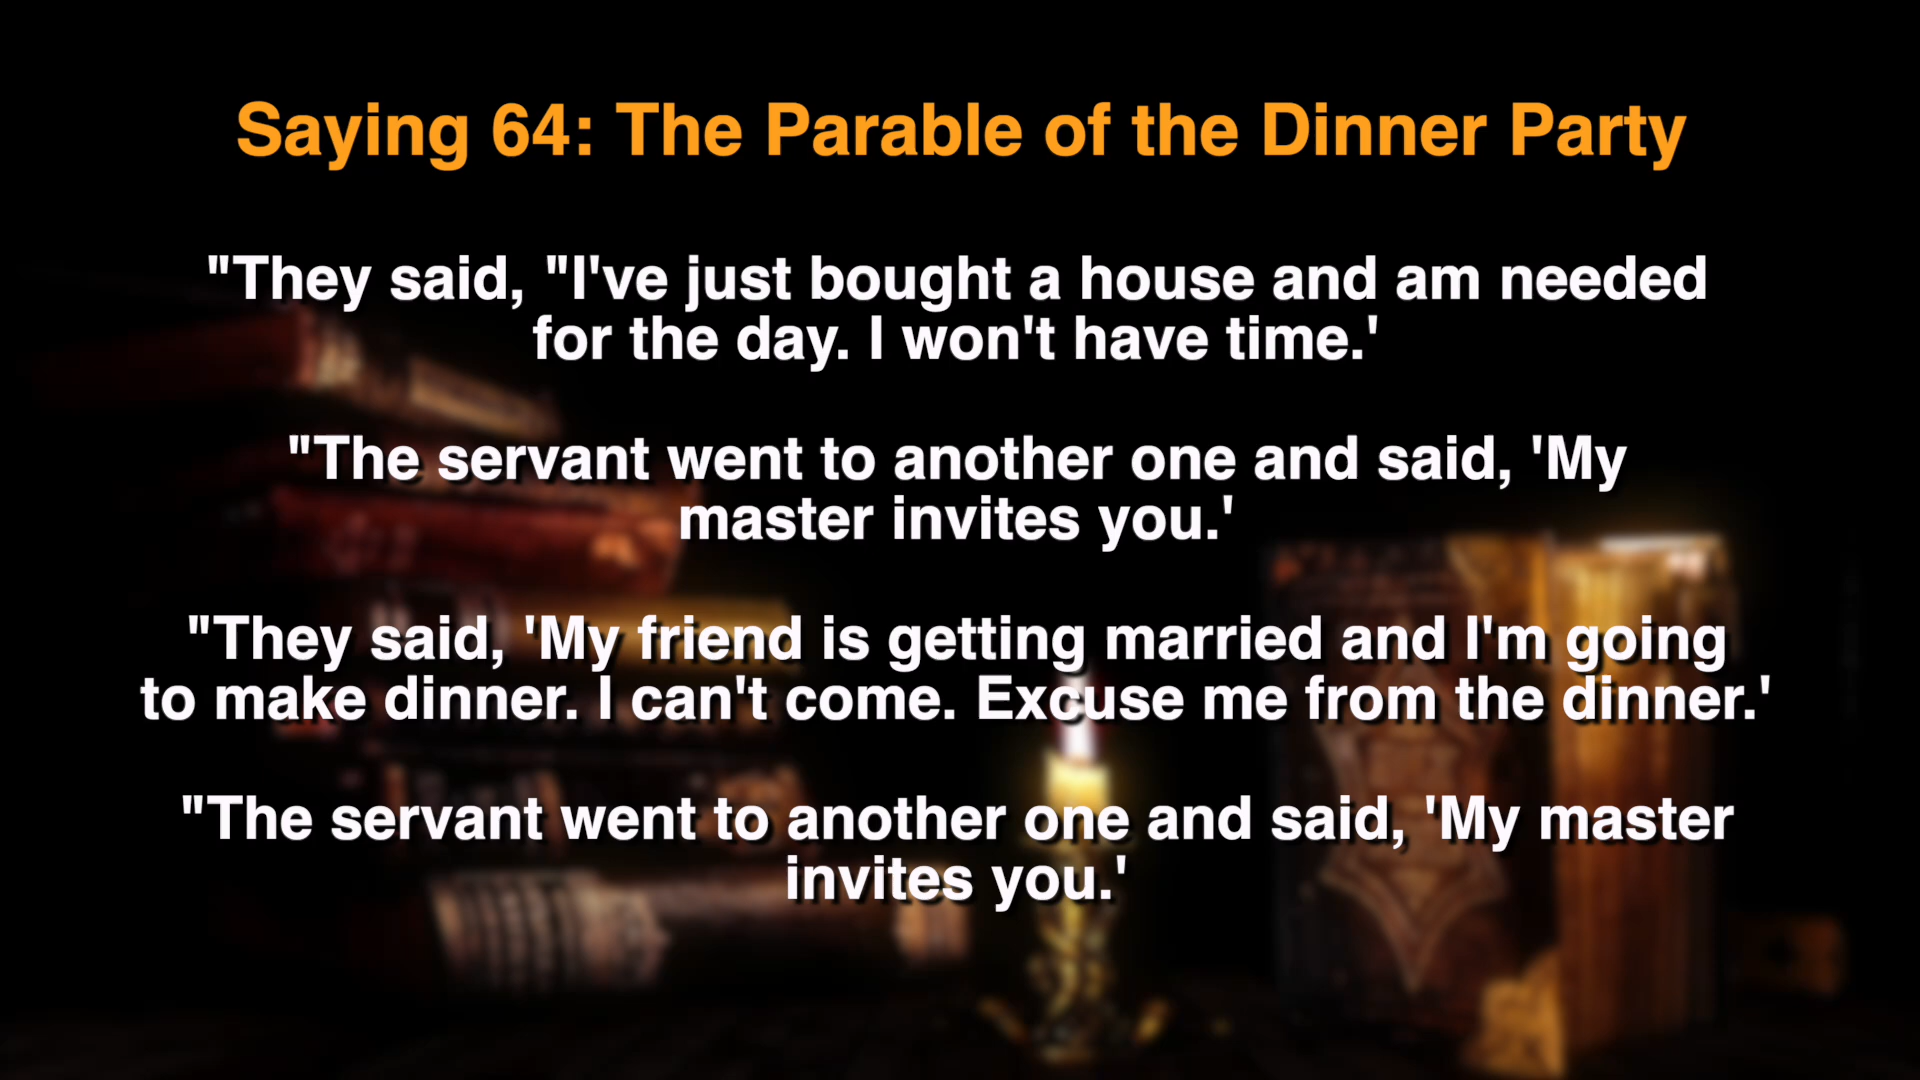 Saying 64: The Parable of the Dinner Party
"They said, "I've just bought a house and am needed
for the day. I won't have time.'
"The servant went to another one and said, 'My
master invites you.'
"They said, 'My friend is getting married and I'm going
to make dinner. I can't come. Excuse me from the dinner.'
"The servant went to another one and said, 'My master
invites you.'